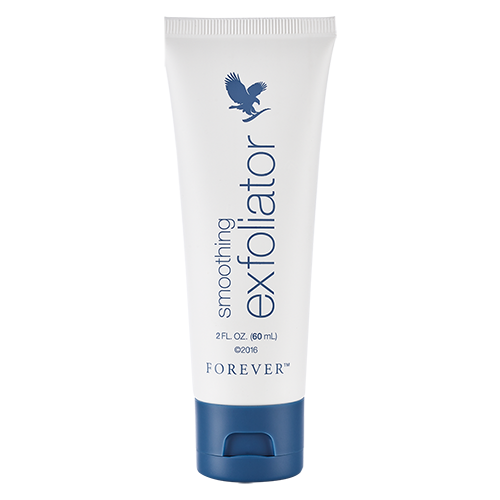 smoothing
exfoliator
2 FL. OZ. (60 mL)
©2016
FOREVER™